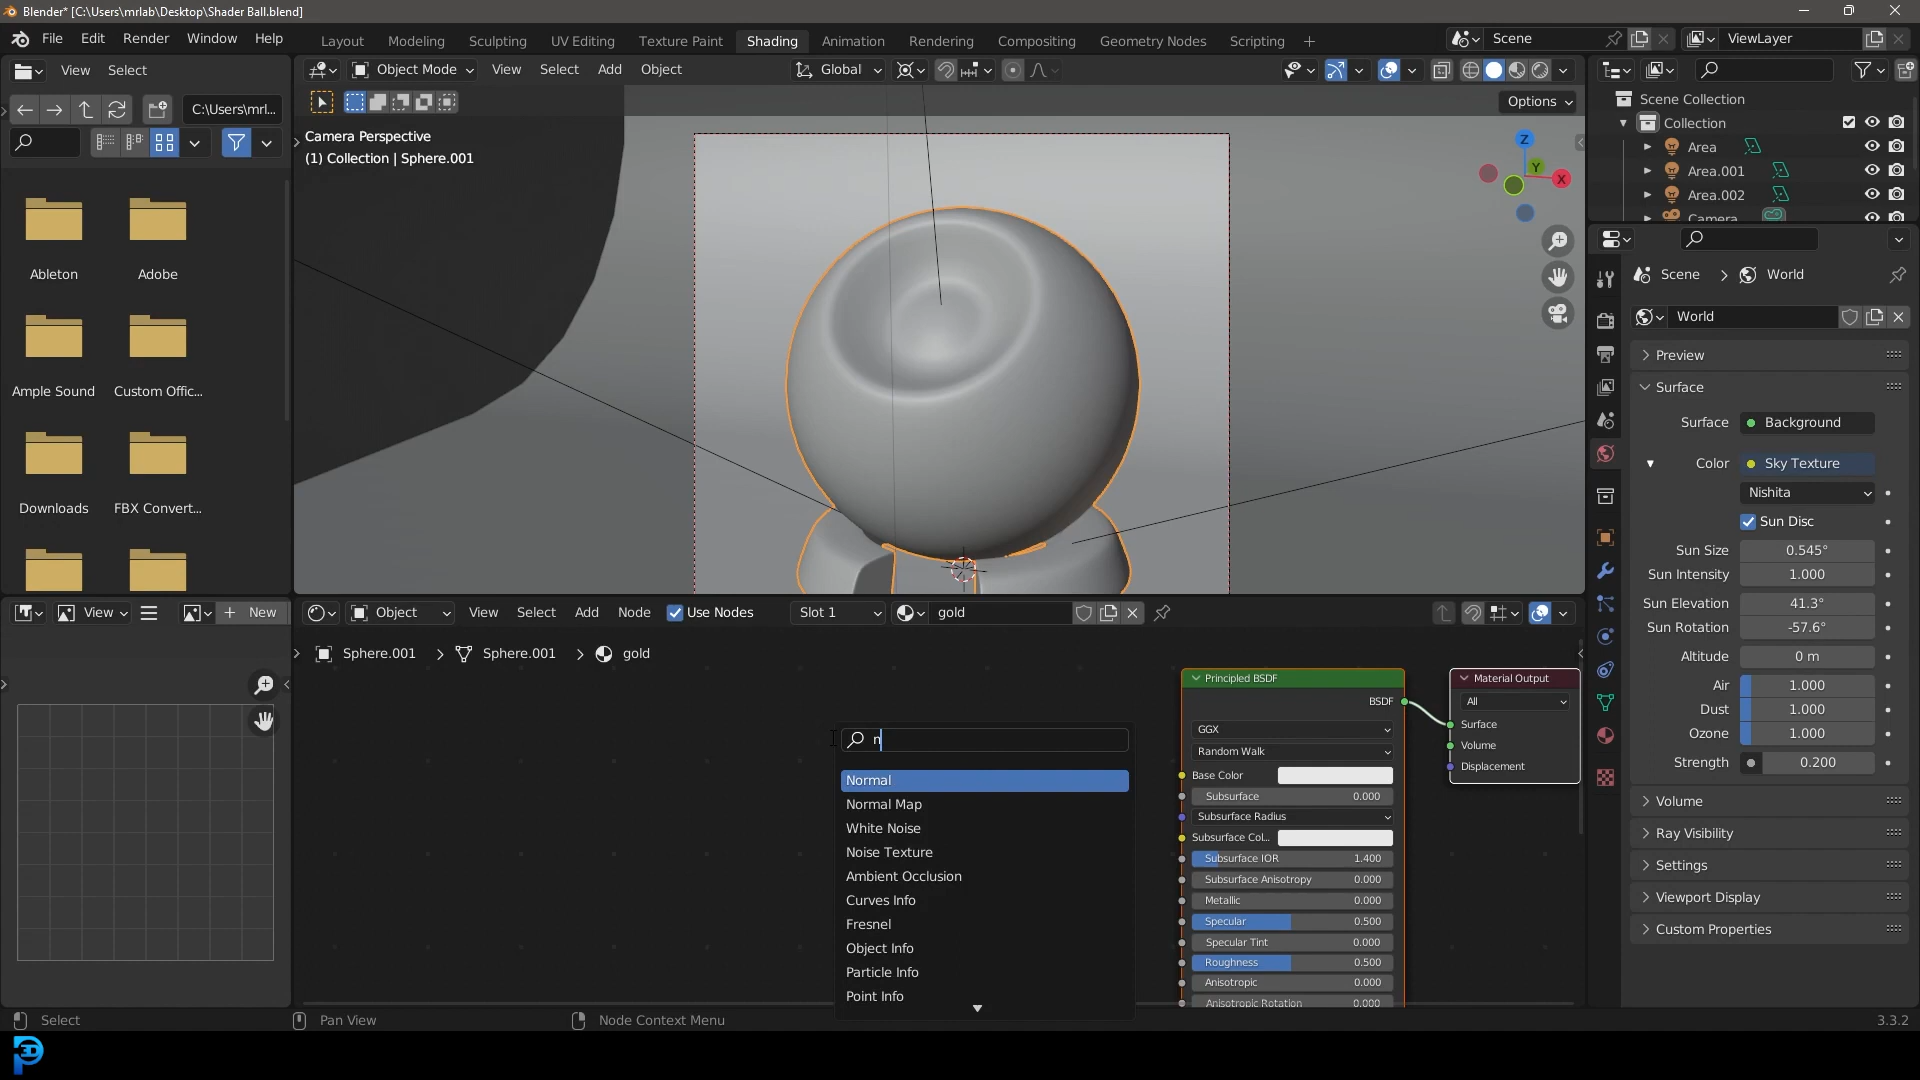 Blender* [C:\Users\mrlab\Desktop\Shader Ball.blend]
File Edit Render Window Help
Layout Modeling Sculpting UV Editing Texture Paint Shading Animation Rendering Compositing Geometry Nodes Scripting +
Scene
ViewLayer
View Select
Object Mode View Select Add Object
Global
C:\Users\mrl...
Options
Camera Perspective
(1) Collection | Sphere.001
Z
Y
X
Scene Collection
Collection
Area
Area.001
Area.002
Camera
Ableton Adobe
Ample Sound Custom Offic...
Downloads FBX Convert...
Scene > World
World
Preview
Surface
Surface Background
Color Sky Texture
Nishita
Sun Disc
Sun Size 0.545°
Sun Intensity 1.000
Sun Elevation 41.3°
Sun Rotation -57.6°
Altitude 0 m
Air 1.000
Dust 1.000
Ozone 1.000
Strength 0.200
Volume
Ray Visibility
Settings
Viewport Display
Custom Properties
View
+ New
Object View Select Add Node Use Nodes Slot 1 gold
Sphere.001 > Sphere.001 > gold
n
Normal
Normal Map
White Noise
Noise Texture
Ambient Occlusion
Curves Info
Fresnel
Object Info
Particle Info
Point Info
Principled BSDF
BSDF
GGX
Random Walk
Base Color
Subsurface 0.000
Subsurface Radius
Subsurface Col...
Subsurface IOR 1.400
Subsurface Anisotropy 0.000
Metallic 0.000
Specular 0.500
Specular Tint 0.000
Roughness 0.500
Anisotropic 0.000
Anisotropic Rotation 0.000
Material Output
All
Surface
Volume
Displacement
Select
Pan View
Node Context Menu
3.3.2